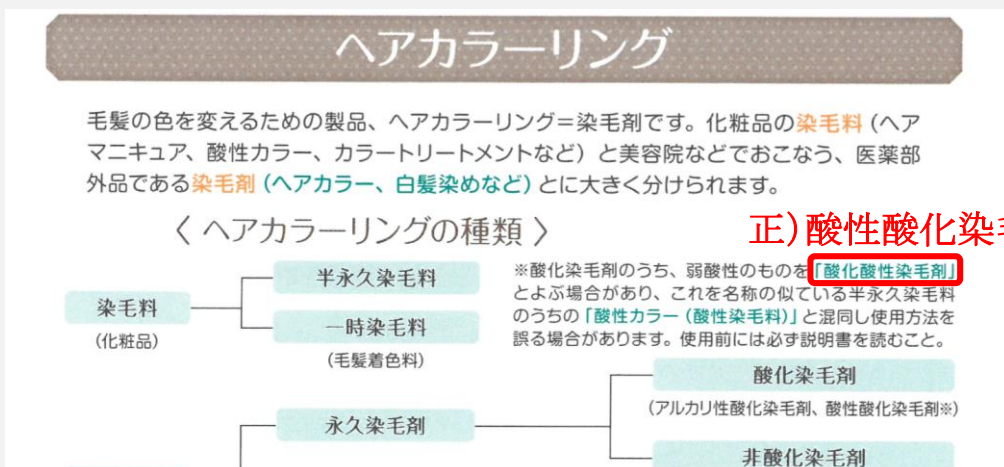 ヘアカラーリング
毛髪の色を変えるための製品、ヘアカラーリング=染毛剤です。化粧品の染毛料(ヘア
マニキュア、酸性カラー、カラートリートメントなど)と美容院などでおこなう、医薬部
外品である染毛剤(ヘアカラー、白髪染めなど)とに大きく分けられます。
〈 ヘアカラーリングの種類 〉
正)酸性酸化染
※酸化染毛剤のうち、弱酸性のものを「酸化酸性染毛剤」
とよぶ場合があり、これを名称の似ている半永久染毛料
のうちの「酸性カラー(酸性染毛料)」と混同し使用方法を
誤る場合があります。使用前には必ず説明書を読むこと。
半永久染毛料
染毛料
(化粧品)
一時染毛料
(毛髪着色料)
酸化染毛剤
(アルカリ性酸化染毛剤、酸性酸化染毛剤※)
永久染毛剤
非酸化染毛剤